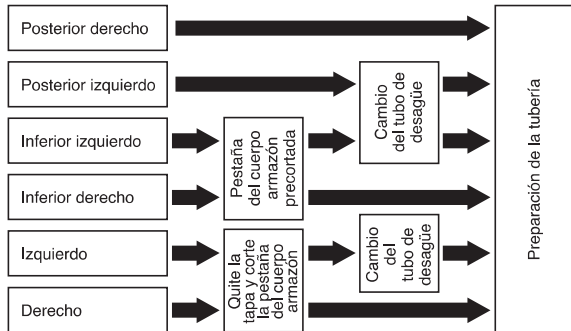 Posterior derecho
Posterior izquierdo
Inferior izquierdo
Inferior derecho
Izquierdo
Derecho
Pestaña
del cuerpo
armazón
precortada
Quite la
tapa y corte
la pestaña
del cuerpo
armazón
Cambio
del tubo de
desagüe
Cambio
del
tubo de
desagüe
Preparación de la tubería